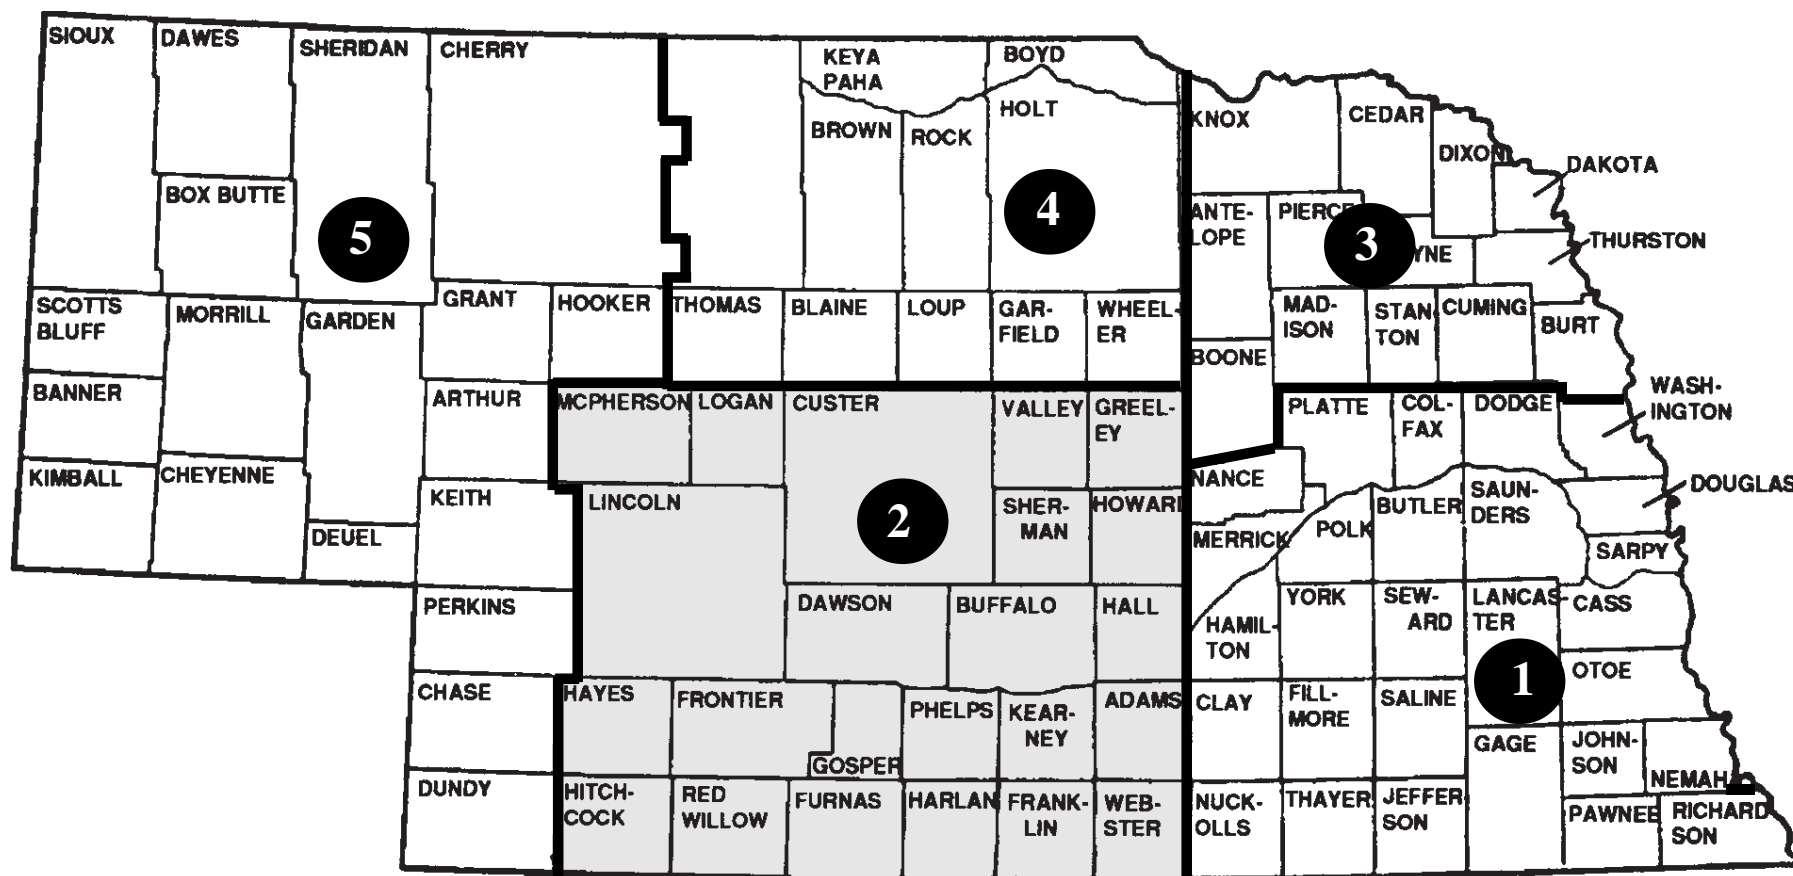 SIOUX
DAWES
SHERIDAN
CHERRY
KEYA
PAHA
BOYD
HOLT
BROWN
ROCK
KNOX
CEDAR
DIXON
DAKOTA
BOX BUTTE
5
4
ANTE-
LOPE
PIERCE
3
YNE
THURSTON
SCOTTS
BLUFF
MORRILL
GARDEN
GRANT
HOOKER
THOMAS
BLAINE
LOUP
GAR-
FIELD
WHEEL-
ER
MAD-
ISON
STAN
TON
CUMING
BURT
BOONE
BANNER
ARTHUR
MCPHERSON
LOGAN
CUSTER
VALLEY
GREEL-
EY
PLATTE
COL-
FAX
DODGE
WASH-
INGTON
KIMBALL
CHEYENNE
KEITH
LINCOLN
2
SHER-
MAN
HOWARD
NANCE
MERRICK
POLK
BUTLER
SAUN-
DERS
DOUGLAS
SARPY
DEUEL
PERKINS
DAWSON
BUFFALO
HALL
HAMIL-
TON
YORK
SEW-
ARD
LANCAS-
TER
CASS
CHASE
HAYES
FRONTIER
GOSPER
PHELPS
KEAR-
NEY
ADAMS
CLAY
FILL-
MORE
SALINE
1
OTOE
GAGE
JOHN-
SON
NEMAHA
DUNDY
HITCH-
COCK
RED
WILLOW
FURNAS
HARLAN
FRANK-
LIN
WEB-
STER
NUCK-
OLLS
THAYER
JEFFER
SON
PAWNEE
RICHARD
SON